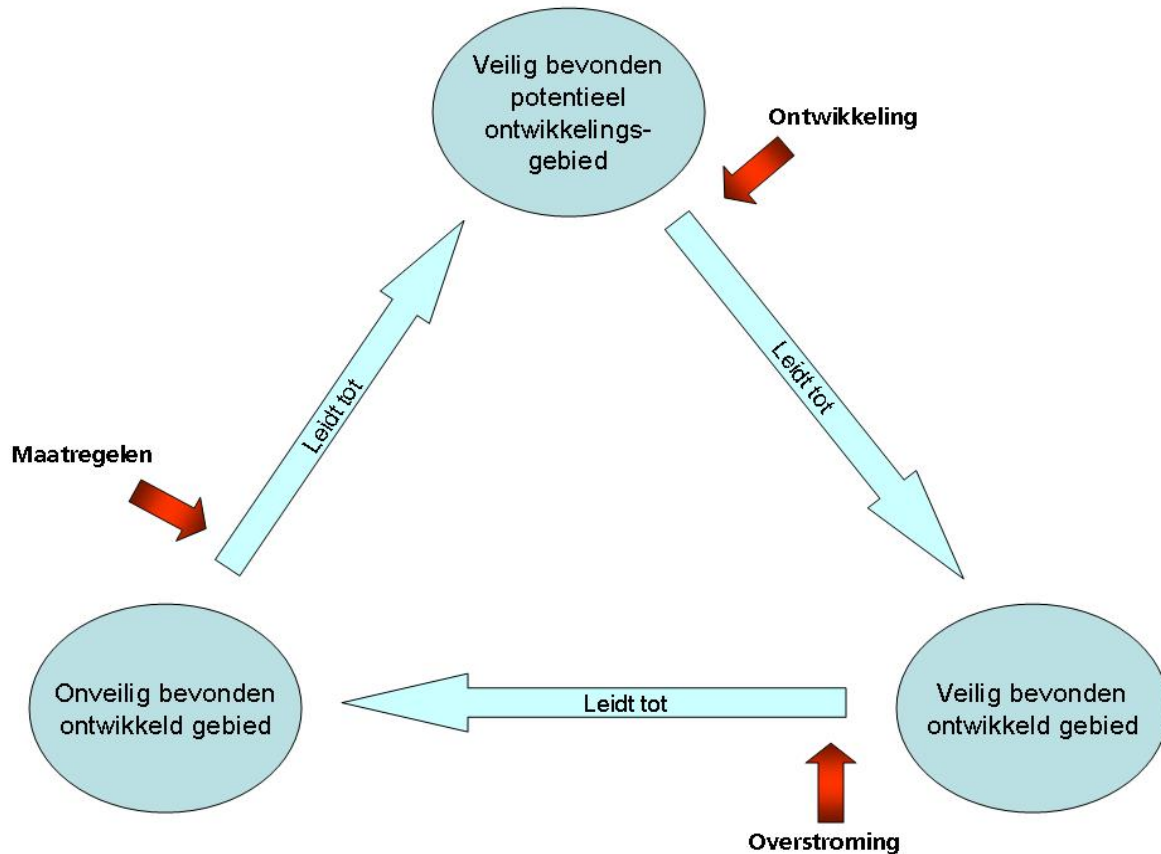 Veilig bevonden
potentieel
ontwikkelings-
gebied
Ontwikkeling
Leidt tot
Leidt tot
Maatregelen
Onveilig bevonden
ontwikkeld gebied
Leidt tot
Veilig bevonden
ontwikkeld gebied
Overstroming